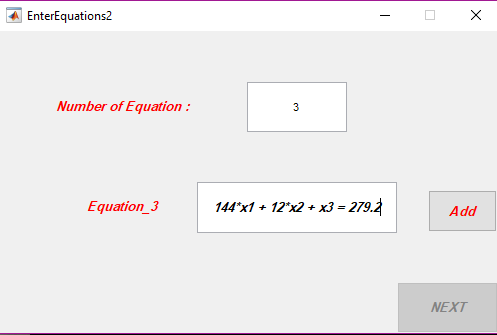 EnterEquations2
Number of Equation :
3
Equation_3
144*x1 + 12*x2 + x3 = 279.2
Add
NEXT